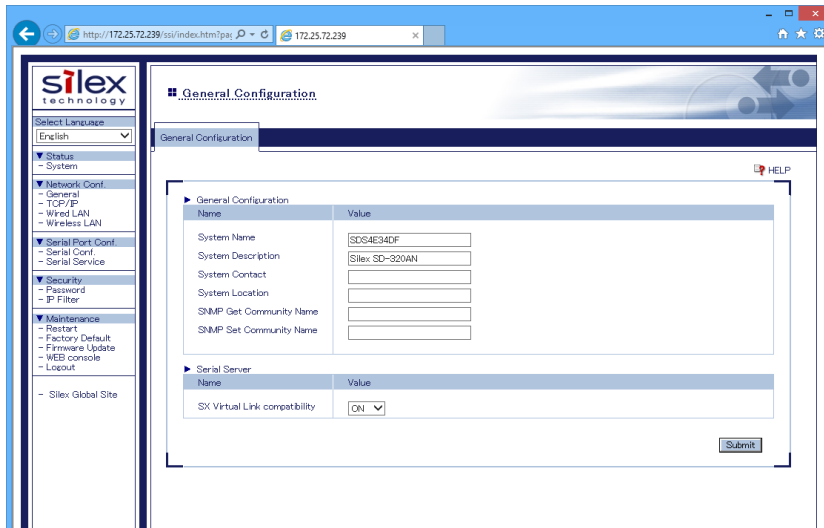 http://172.25.72.239/ssi/index.htm?pag
172.25.72.239
silex
technology
Select Language
English
▼ Status
- System
▼ Network Conf.
- General
- TCP/IP
- Wired LAN
- Wireless LAN
▼ Serial Port Conf.
- Serial Conf.
- Serial Service
▼ Security
- Password
- IP Filter
▼ Maintenance
- Restart
- Factory Default
- Firmware Update
- WEB console
- Logout
- Silex Global Site
General Configuration
General Configuration
HELP
▶ General Configuration
Name Value
System Name SDS4E34DF
System Description Silex SD-320AN
System Contact
System Location
SNMP Get Community Name
SNMP Set Community Name
▶ Serial Server
Name Value
SX Virtual Link compatibility ON
Submit